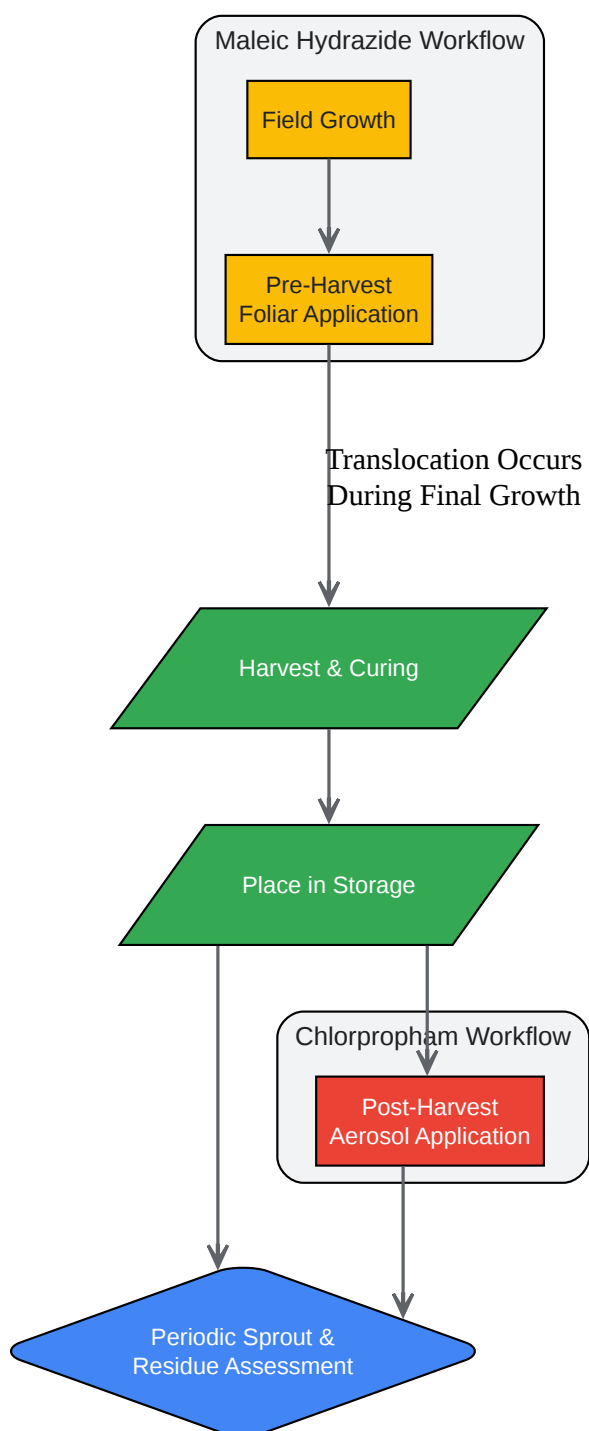 Maleic Hydrazide Workflow
Field Growth
Pre-Harvest
Foliar Application
Translocation Occurs
During Final Growth
Harvest & Curing
Place in Storage
Chlorpropham Workflow
Post-Harvest
Aerosol Application
Periodic Sprout &
Residue Assessment